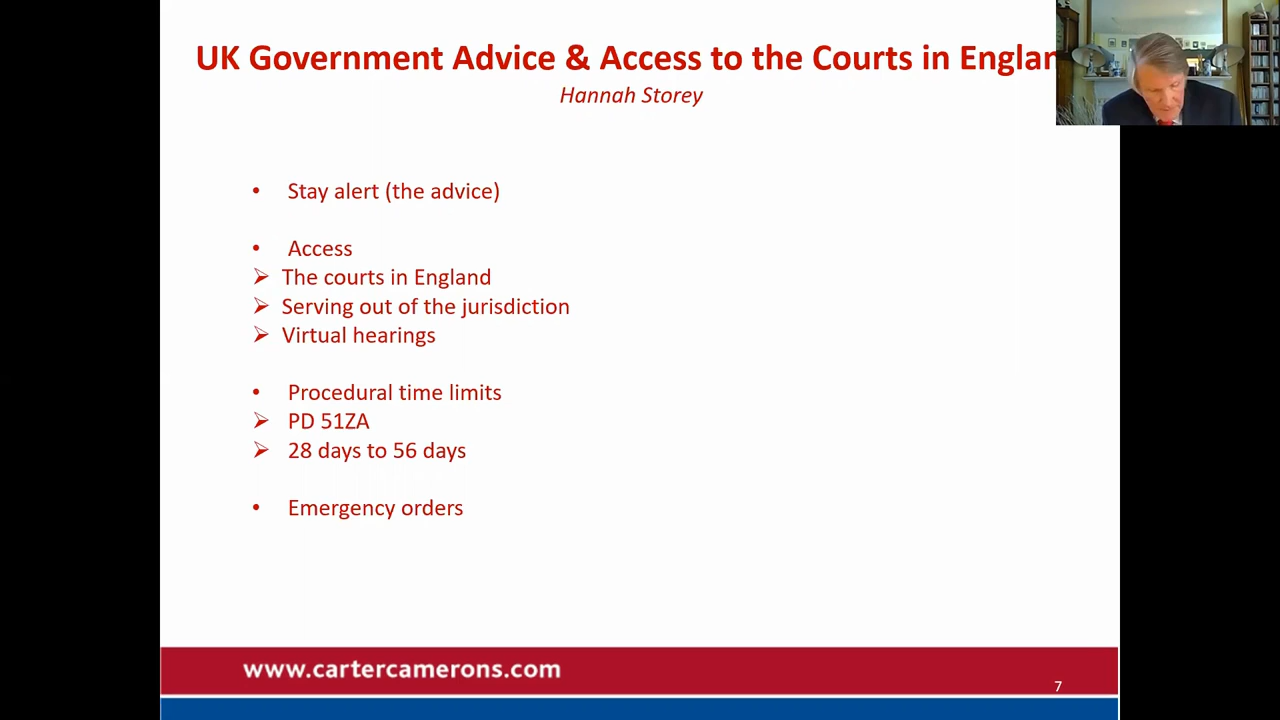 UK Government Advice & Access to the Courts in Englan
Hannah Storey
• Stay alert (the advice)
• Access
➢ The courts in England
➢ Serving out of the jurisdiction
➢ Virtual hearings
• Procedural time limits
➢ PD 51ZA
➢ 28 days to 56 days
• Emergency orders
www.cartercamerons.com
7